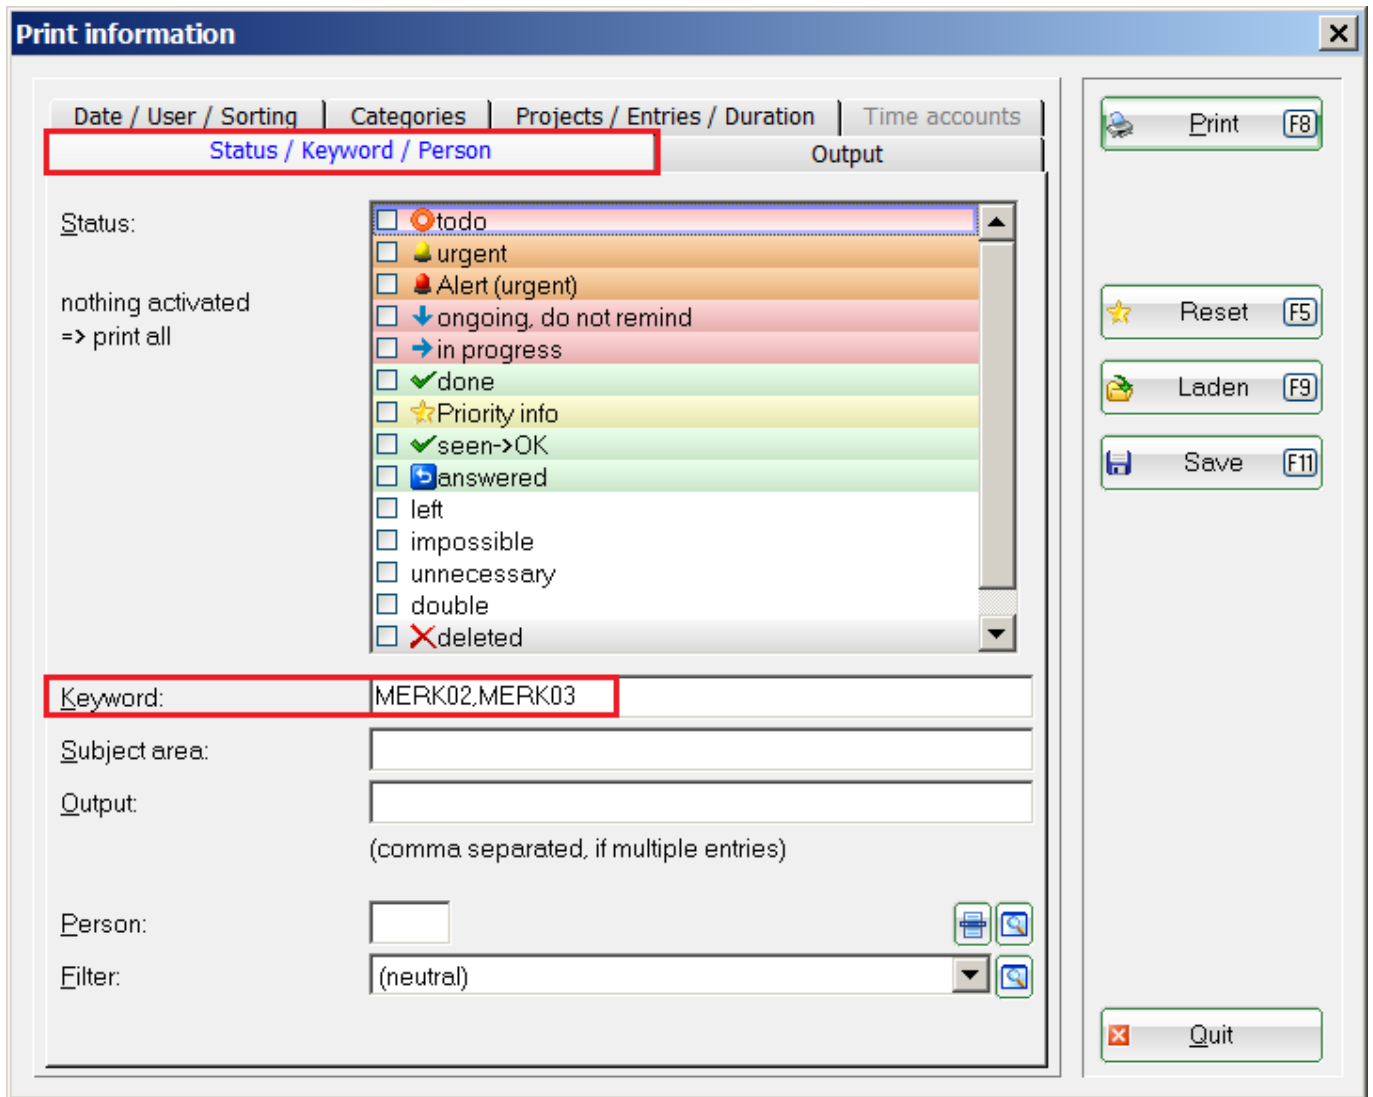 Print information
Date / User / Sorting
Categories
Projects / Entries / Duration
Time accounts
Status / Keyword / Person
Output
Print F8
Status:
todo
urgent
Alert (urgent)
nothing activated
=> print all
ongoing, do not remind
in progress
done
Priority info
seen->OK
answered
left
impossible
unnecessary
double
deleted
Reset F5
Laden F9
Save F11
Keyword: MERK02,MERK03
Subject area:
Output:
(comma separated, if multiple entries)
Person:
Filter: (neutral)
Quit